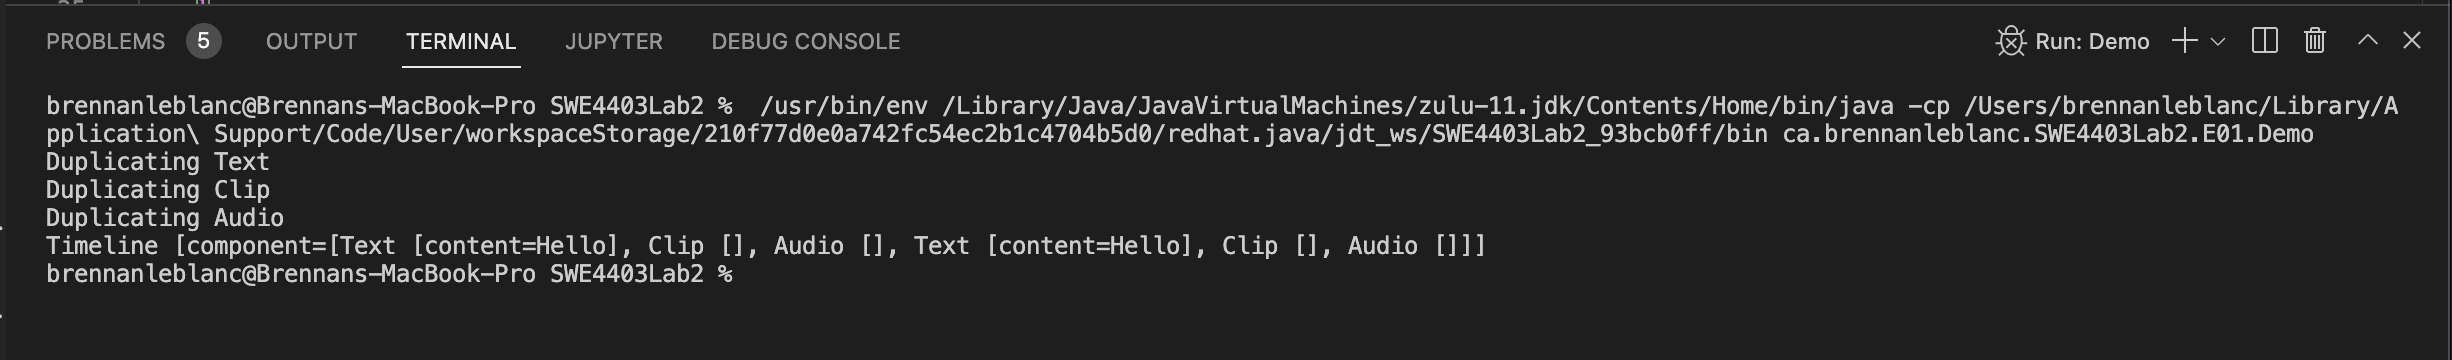 PROBLEMS 5 OUTPUT TERMINAL JUPYTER DEBUG CONSOLE Run: Demo
brennanleblanc@Brennans-MacBook-Pro SWE4403Lab2 %  /usr/bin/env /Library/Java/JavaVirtualMachines/zulu-11.jdk/Contents/Home/bin/java -cp /Users/brennanleblanc/Library/A
pplication\ Support/Code/User/workspaceStorage/210f77d0e0a742fc54ec2b1c4704b5d0/redhat.java/jdt_ws/SWE4403Lab2_93bcb0ff/bin ca.brennanleblanc.SWE4403Lab2.E01.Demo
Duplicating Text
Duplicating Clip
Duplicating Audio
Timeline [component=[Text [content=Hello], Clip [], Audio [], Text [content=Hello], Clip [], Audio []]]
brennanleblanc@Brennans-MacBook-Pro SWE4403Lab2 %